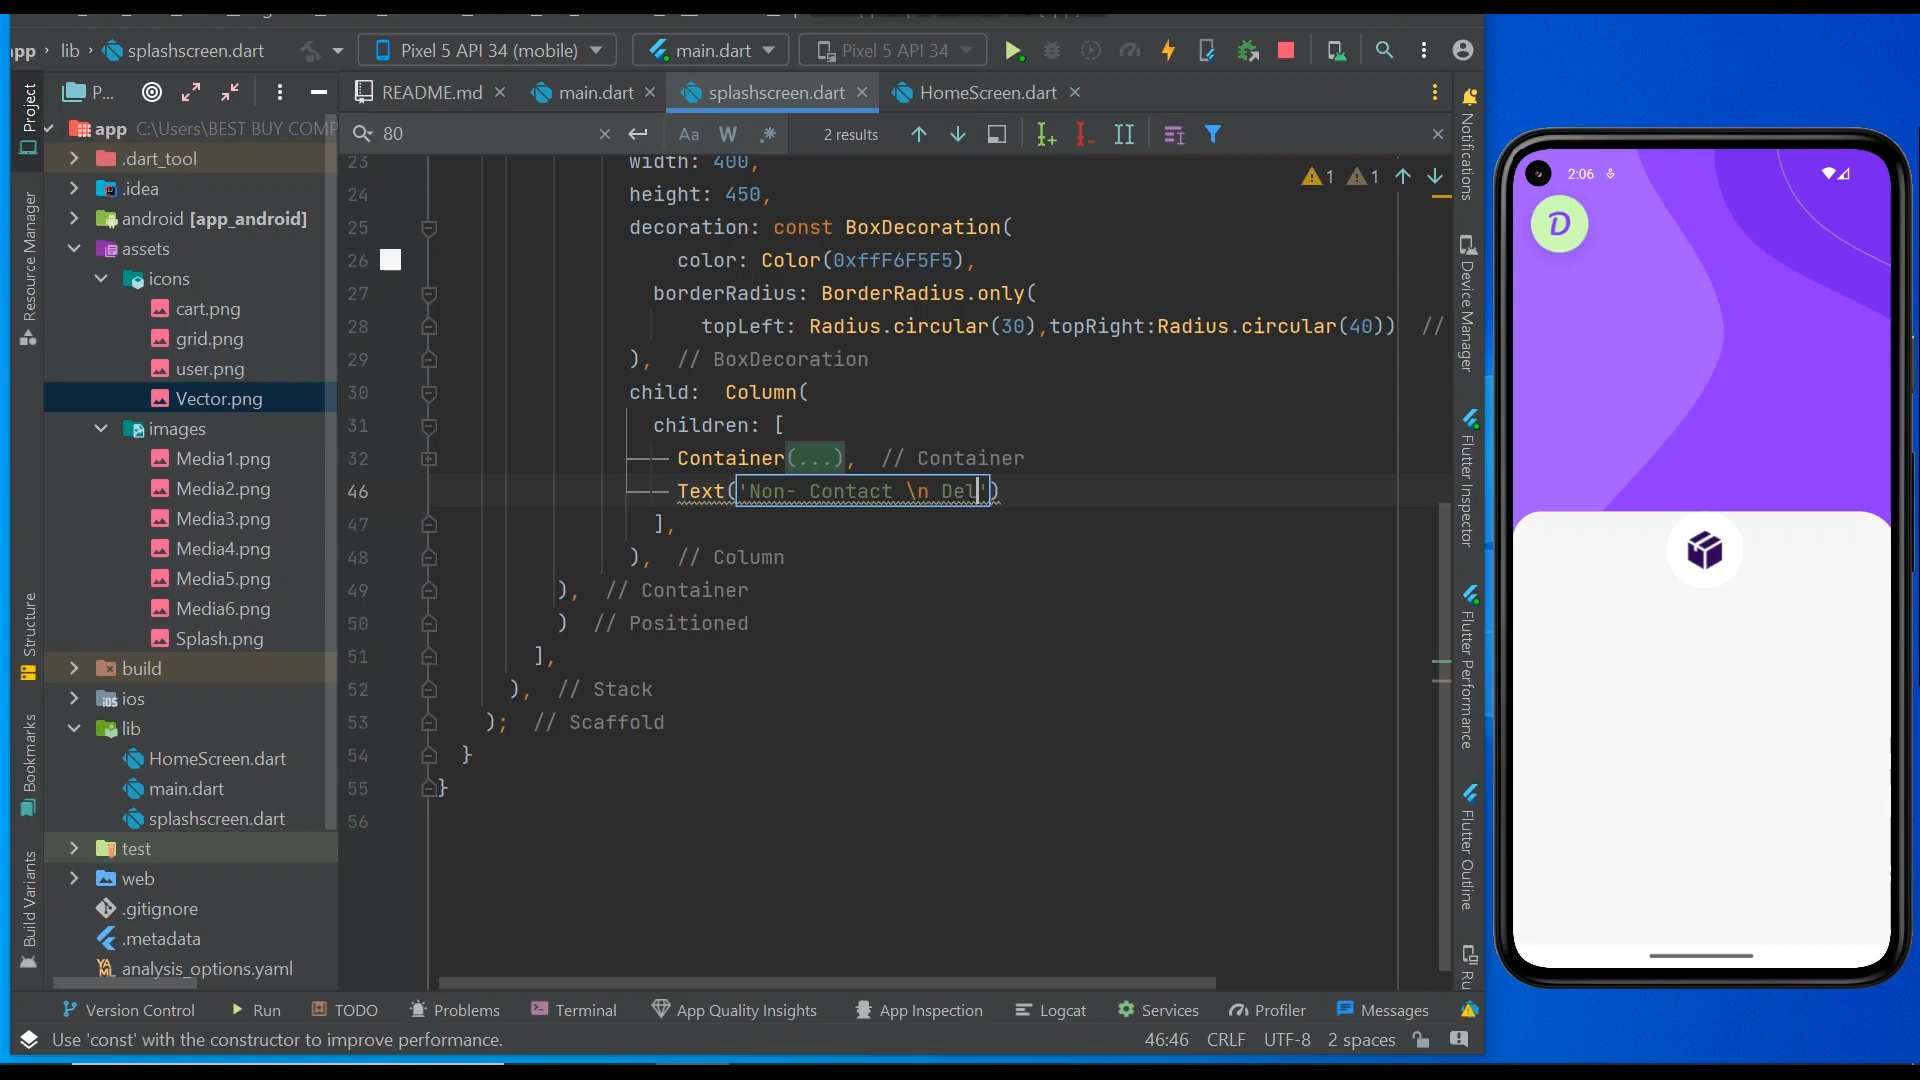 app lib splashscreen.dart Pixel 5 API 34 (mobile) main.dart Pixel 5 API 34
P... README.md main.dart splashscreen.dart HomeScreen.dart
80 Aa W 2 results
Project
Resource Manager
Structure
Bookmarks
Build Variants
app C:\Users\BEST BUY COMP
.dart_tool
.idea
android [app_android]
assets
icons
cart.png
grid.png
user.png
Vector.png
images
Media1.png
Media2.png
Media3.png
Media4.png
Media5.png
Media6.png
Splash.png
build
ios
lib
HomeScreen.dart
main.dart
splashscreen.dart
test
web
.gitignore
.metadata
analysis_options.yaml
23 width: 400,
24 height: 450,
25 decoration: const BoxDecoration(
26 color: Color(0xffF6F5F5),
27 borderRadius: BorderRadius.only(
28 topLeft: Radius.circular(30),topRight:Radius.circular(40)) //
29 ), // BoxDecoration
30 child: Column(
31 children: [
32 Container(...), // Container
46 Text('Non- Contact \n Del')
47 ],
48 ), // Column
49 ), // Container
50 ) // Positioned
51 ],
52 ), // Stack
53 ); // Scaffold
54 }
55 }
56
1 1
Notifications
Device Manager
Flutter Inspector
Flutter Performance
Flutter Outline
Ru
2:06
D
Version Control Run TODO Problems Terminal App Quality Insights App Inspection Logcat Services Profiler Messages
Use 'const' with the constructor to improve performance. 46:46 CRLF UTF-8 2 spaces